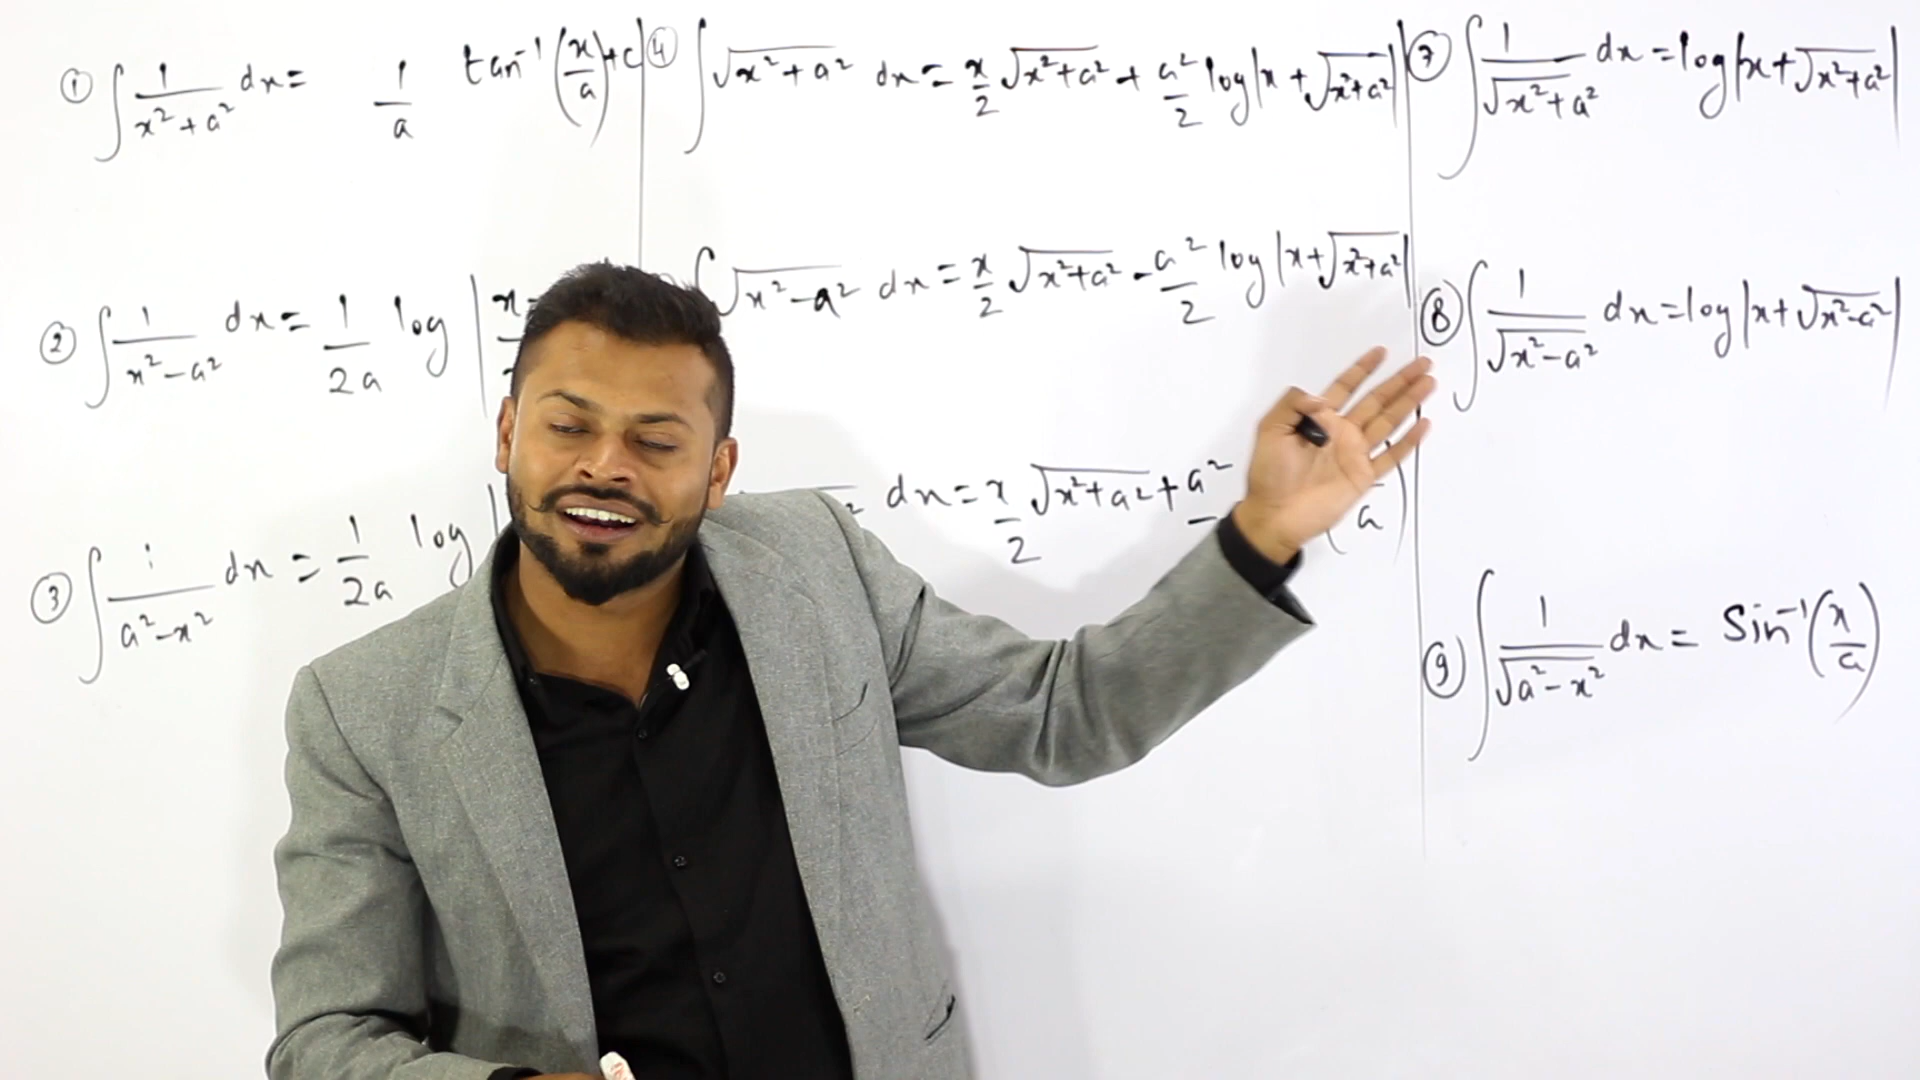 ① ∫ 1/(x²+a²) dx = 1/a tan⁻¹(x/a)+c
② ∫ 1/(x²-a²) dx = 1/2a log | x
③ ∫ 1/(a²-x²) dx = 1/2a log |
④ ∫ √(x²+a²) dx = x/2 √(x²+a²) + a²/2 log|x+√(x²+a²)|
∫ √(x²-a²) dx = x/2 √(x²+a²) - a²/2 log|x+√(x²+a²)|
² dx = x/2 √(x²+a²) + a² a)
⑦ ∫ 1/√(x²+a²) dx = log|x+√(x²+a²)|
⑧ ∫ 1/√(x²-a²) dx = log|x+√(x²-a²)|
⑨ ∫ 1/√(a²-x²) dx = Sin⁻¹(x/a)